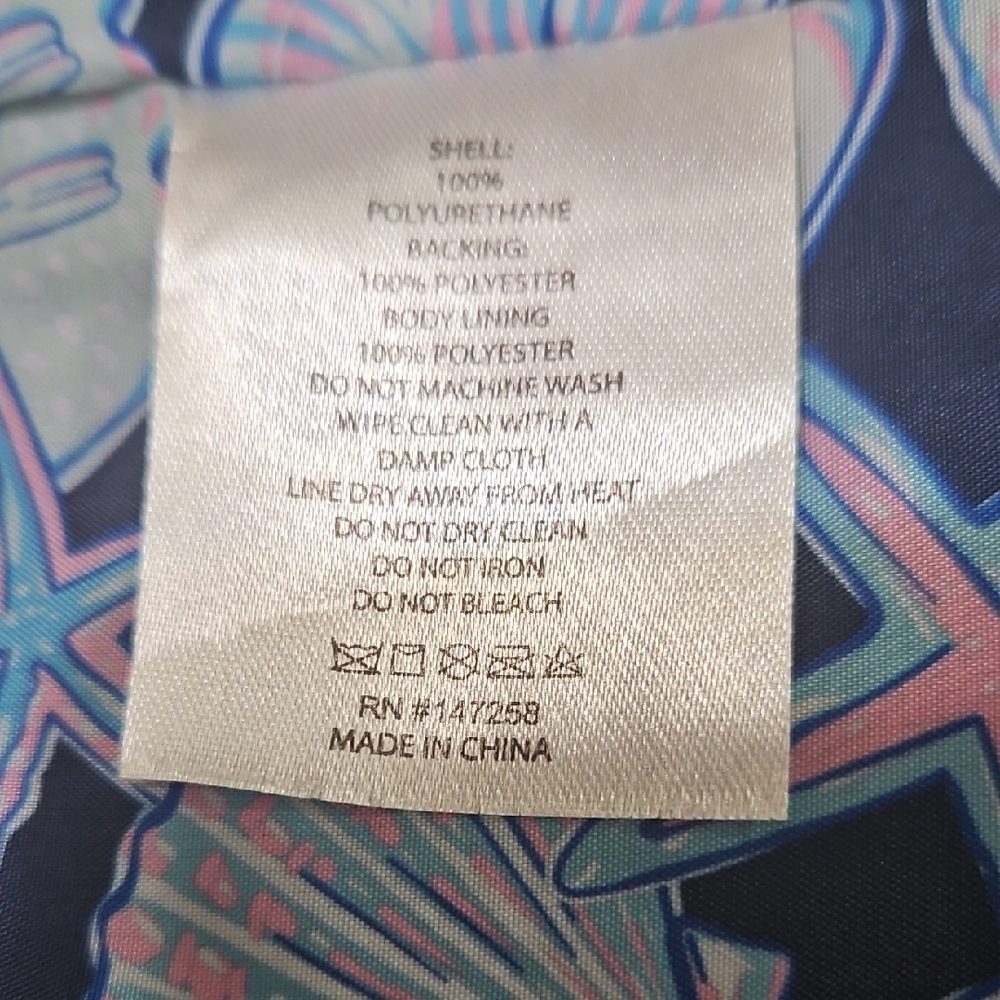 SHELL:
100%
POLYURETHANE
BACKING:
100% POLYESTER
BODY LINING
100% POLYESTER
DO NOT MACHINE WASH
WIPE CLEAN WITH A
DAMP CLOTH
LINE DRY AWAY FROM HEAT
DO NOT DRY CLEAN
DO NOT IRON
DO NOT BLEACH
RN #147258
MADE IN CHINA